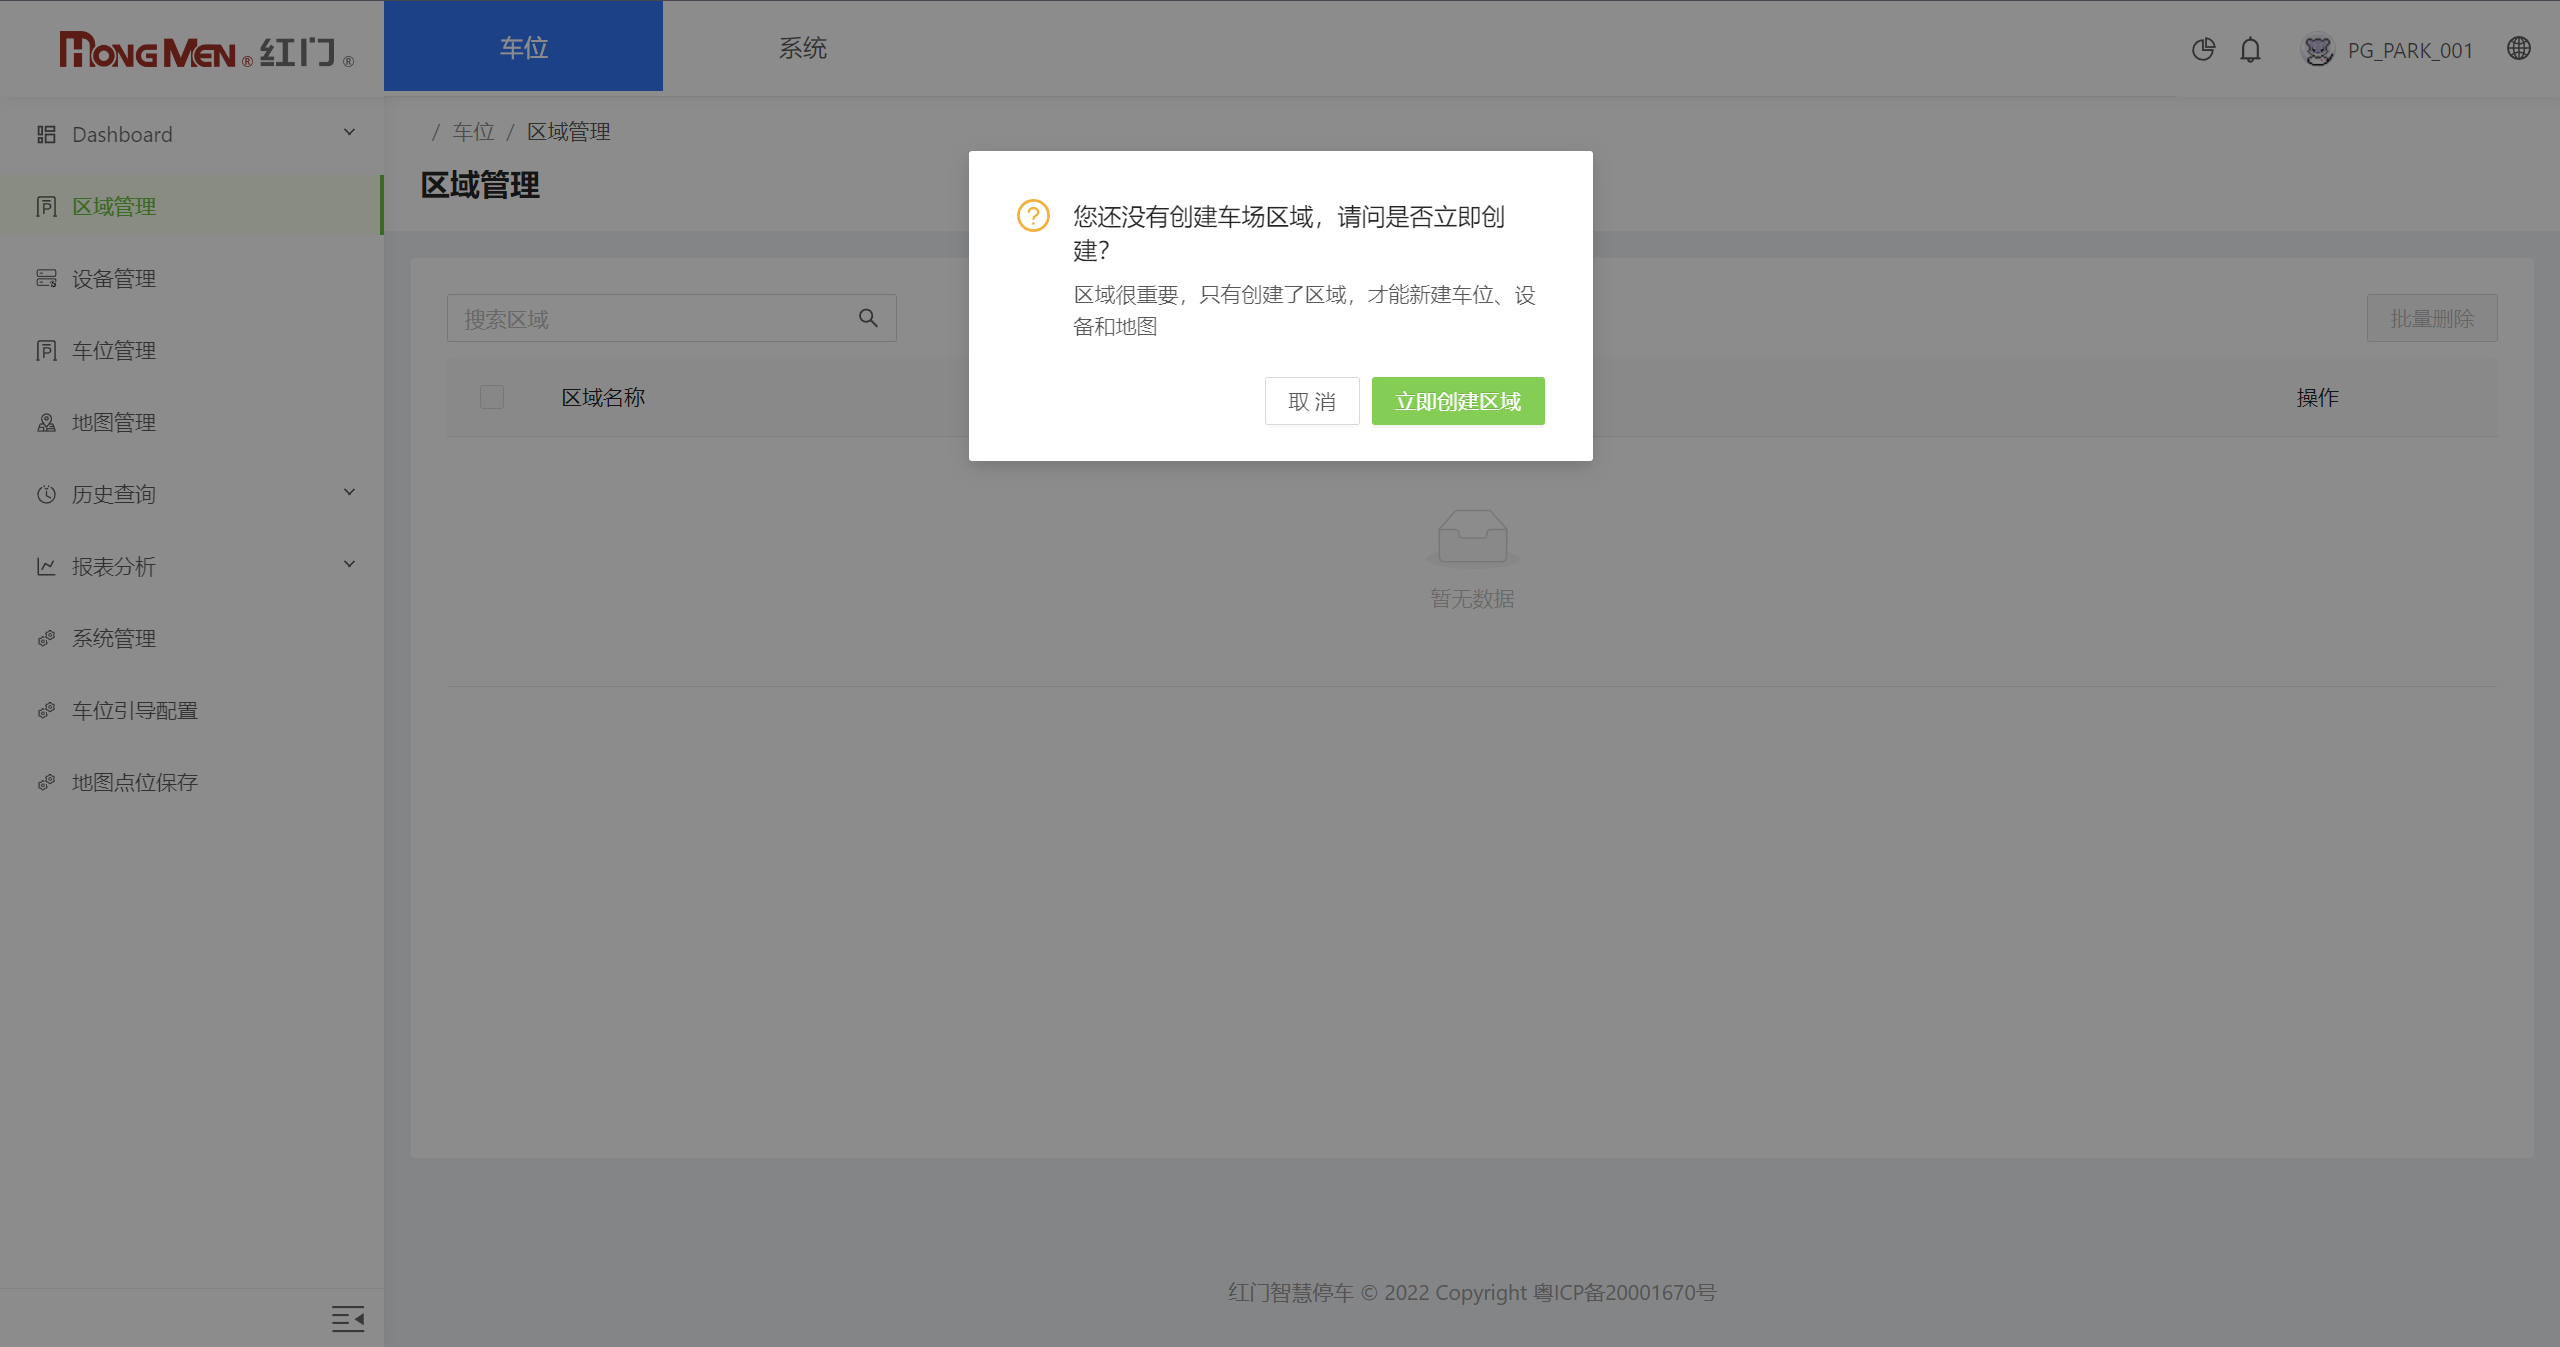 HONG MEN ® 红门 ®
车位
系统
PG_PARK_001
Dashboard
区域管理
设备管理
车位管理
地图管理
历史查询
报表分析
系统管理
车位引导配置
地图点位保存
/ 车位 / 区域管理
区域管理
搜索区域
批量删除
区域名称
操作
暂无数据
您还没有创建车场区域，请问是否立即创
建？
区域很重要，只有创建了区域，才能新建车位、设
备和地图
取 消
立即创建区域
红门智慧停车 © 2022 Copyright 粤ICP备20001670号